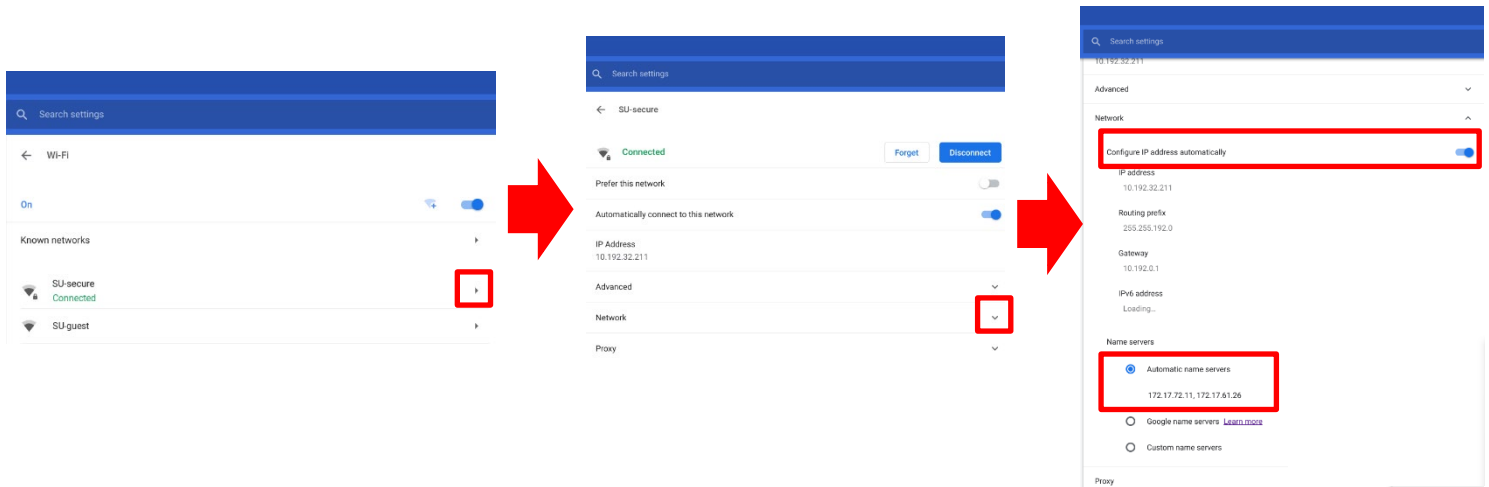 Search settings
Wi-Fi
On
Known networks
SU-secure
Connected
SU-guest
Search settings
SU-secure
Connected
Forget
Disconnect
Prefer this network
Automatically connect to this network
IP Address
10.192.32.211
Advanced
Network
Proxy
Search settings
10.192.32.211
Advanced
Network
Configure IP address automatically
IP address
10.192.32.211
Routing prefix
255.255.192.0
Gateway
10.192.0.1
IPv6 address
Loading...
Name servers
Automatic name servers
172.17.72.11, 172.17.61.26
Google name servers Learn more
Custom name servers
Proxy